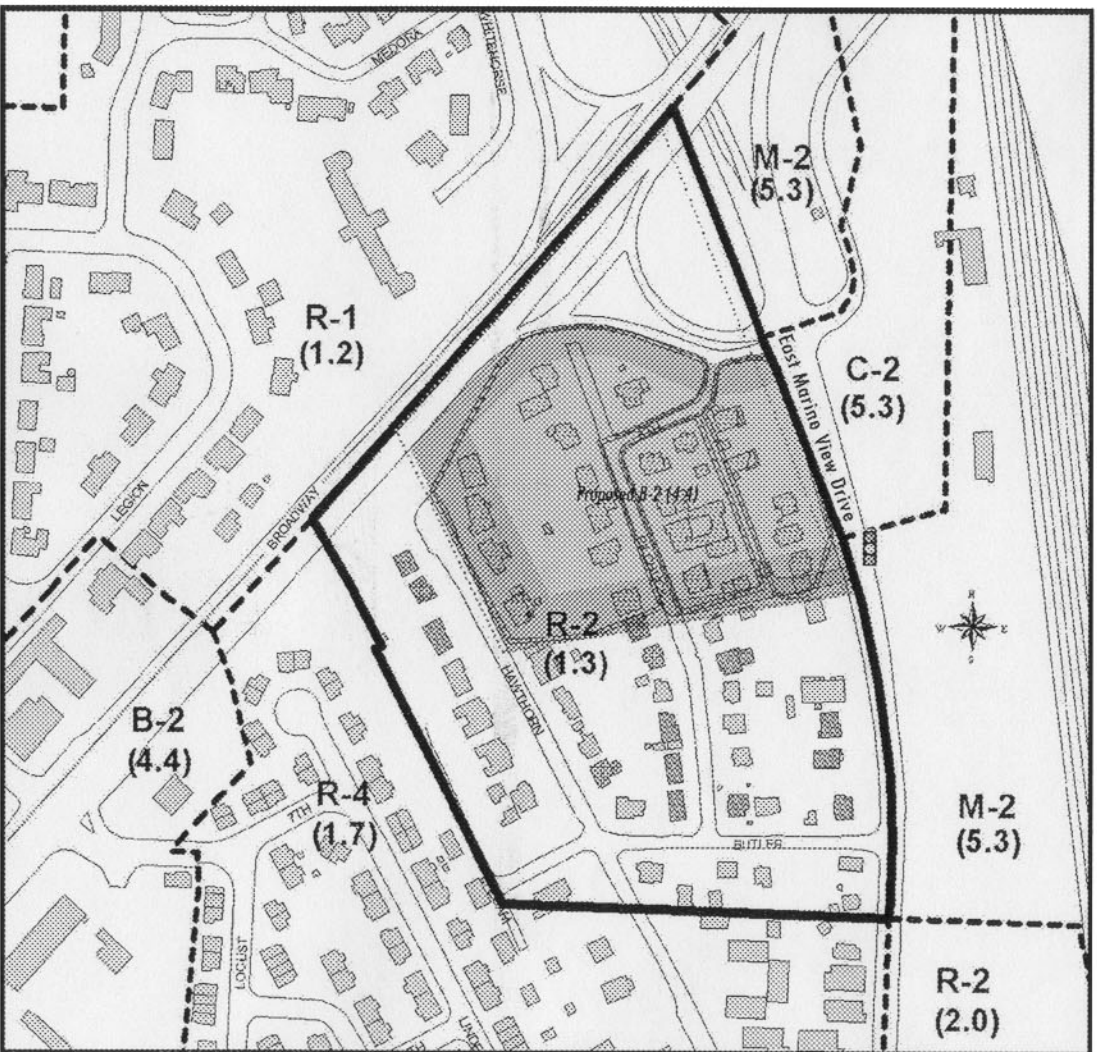 MEDORA
WHITEHORSE
M-2
(5.3)
R-1
(1.2)
C-2
(5.3)
East Marine View Drive
LEGION
BROADWAY
Proposed B-2 (4.4)
N
W
E
S
R-2
(1.3)
HAWTHORN
B-2
(4.4)
R-4
(1.7)
7TH
M-2
(5.3)
BUTLER
LOCUST
R-2
(2.0)